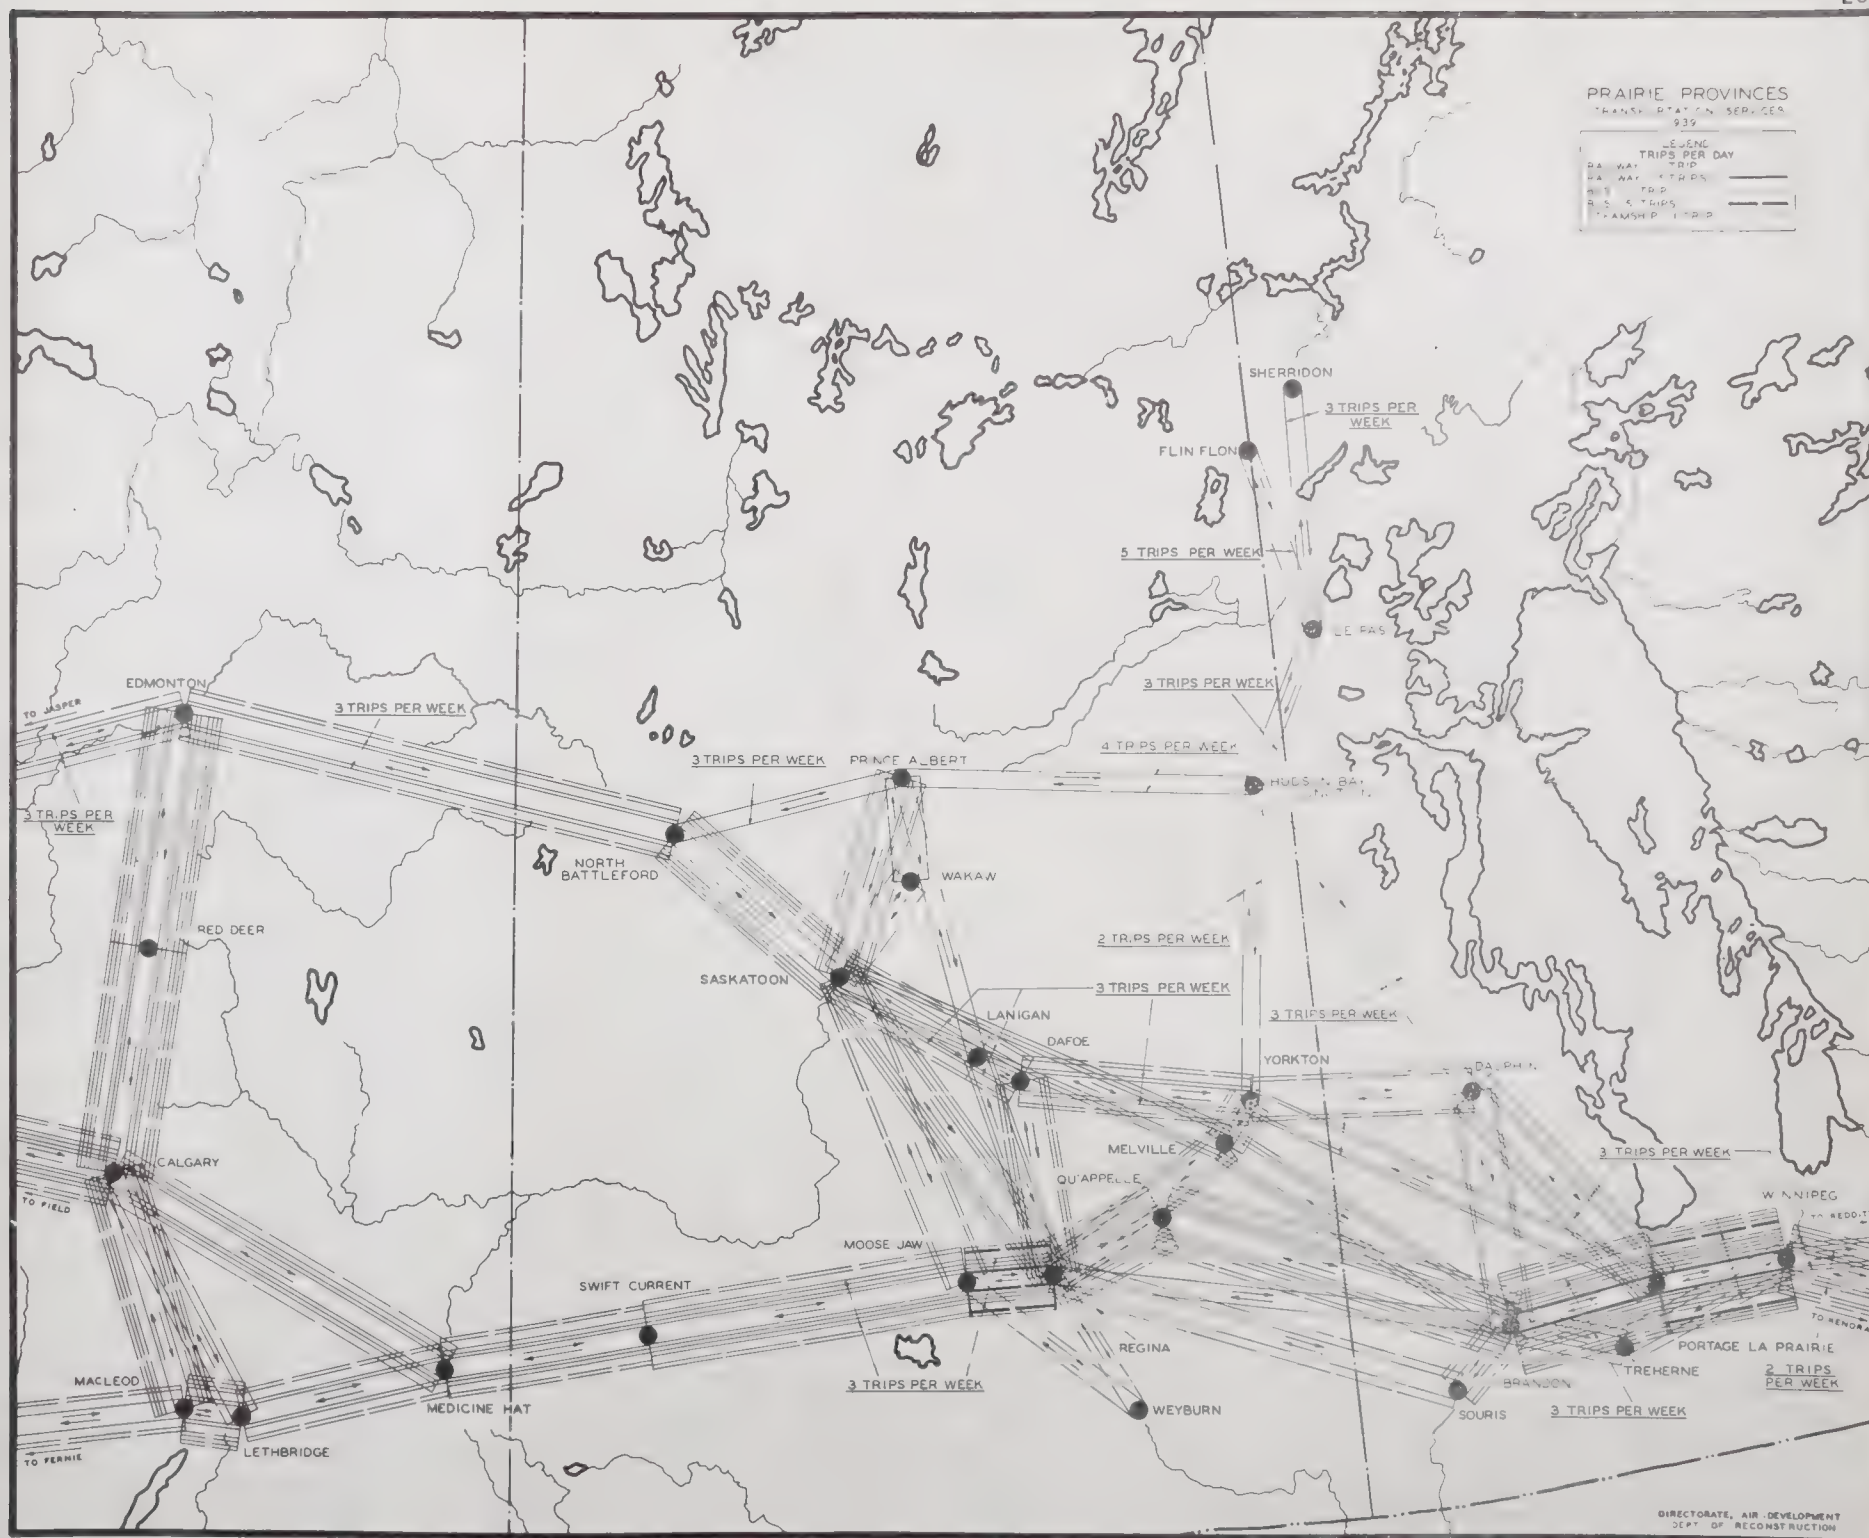 PRAIRIE PROVINCES
TRIPS PER DAY
SHERRIDON
3 TRIPS PER
WEEK
FLIN FLON
5 TRIPS PER WEEK
LE PAS
3 TRIPS PER WEEK
EDMONTON
TO JASPER
3 TRIPS PER WEEK
3 TRIPS PER WEEK
PRINCE ALBERT
4 TRIPS PER WEEK
3 TRIPS PER
WEEK
NORTH
BATTLEFORD
WAKAW
RED DEER
2 TRIPS PER WEEK
SASKATOON
3 TRIPS PER WEEK
LANIGAN
3 TRIPS PER WEEK
DAFOE
YORKTON
MELVILLE
3 TRIPS PER WEEK
CALGARY
QU'APPELLE
WINNIPEG
TO FIELD
MOOSE JAW
SWIFT CURRENT
TO KENORA
REGINA
PORTAGE LA PRAIRIE
TREHERNE
2 TRIPS
PER WEEK
MACLEOD
3 TRIPS PER WEEK
BRANDON
MEDICINE HAT
WEYBURN
SOURIS
3 TRIPS PER WEEK
LETHBRIDGE
TO FERNIE
DIRECTORATE, AIR DEVELOPMENT
DEPT OF RECONSTRUCTION